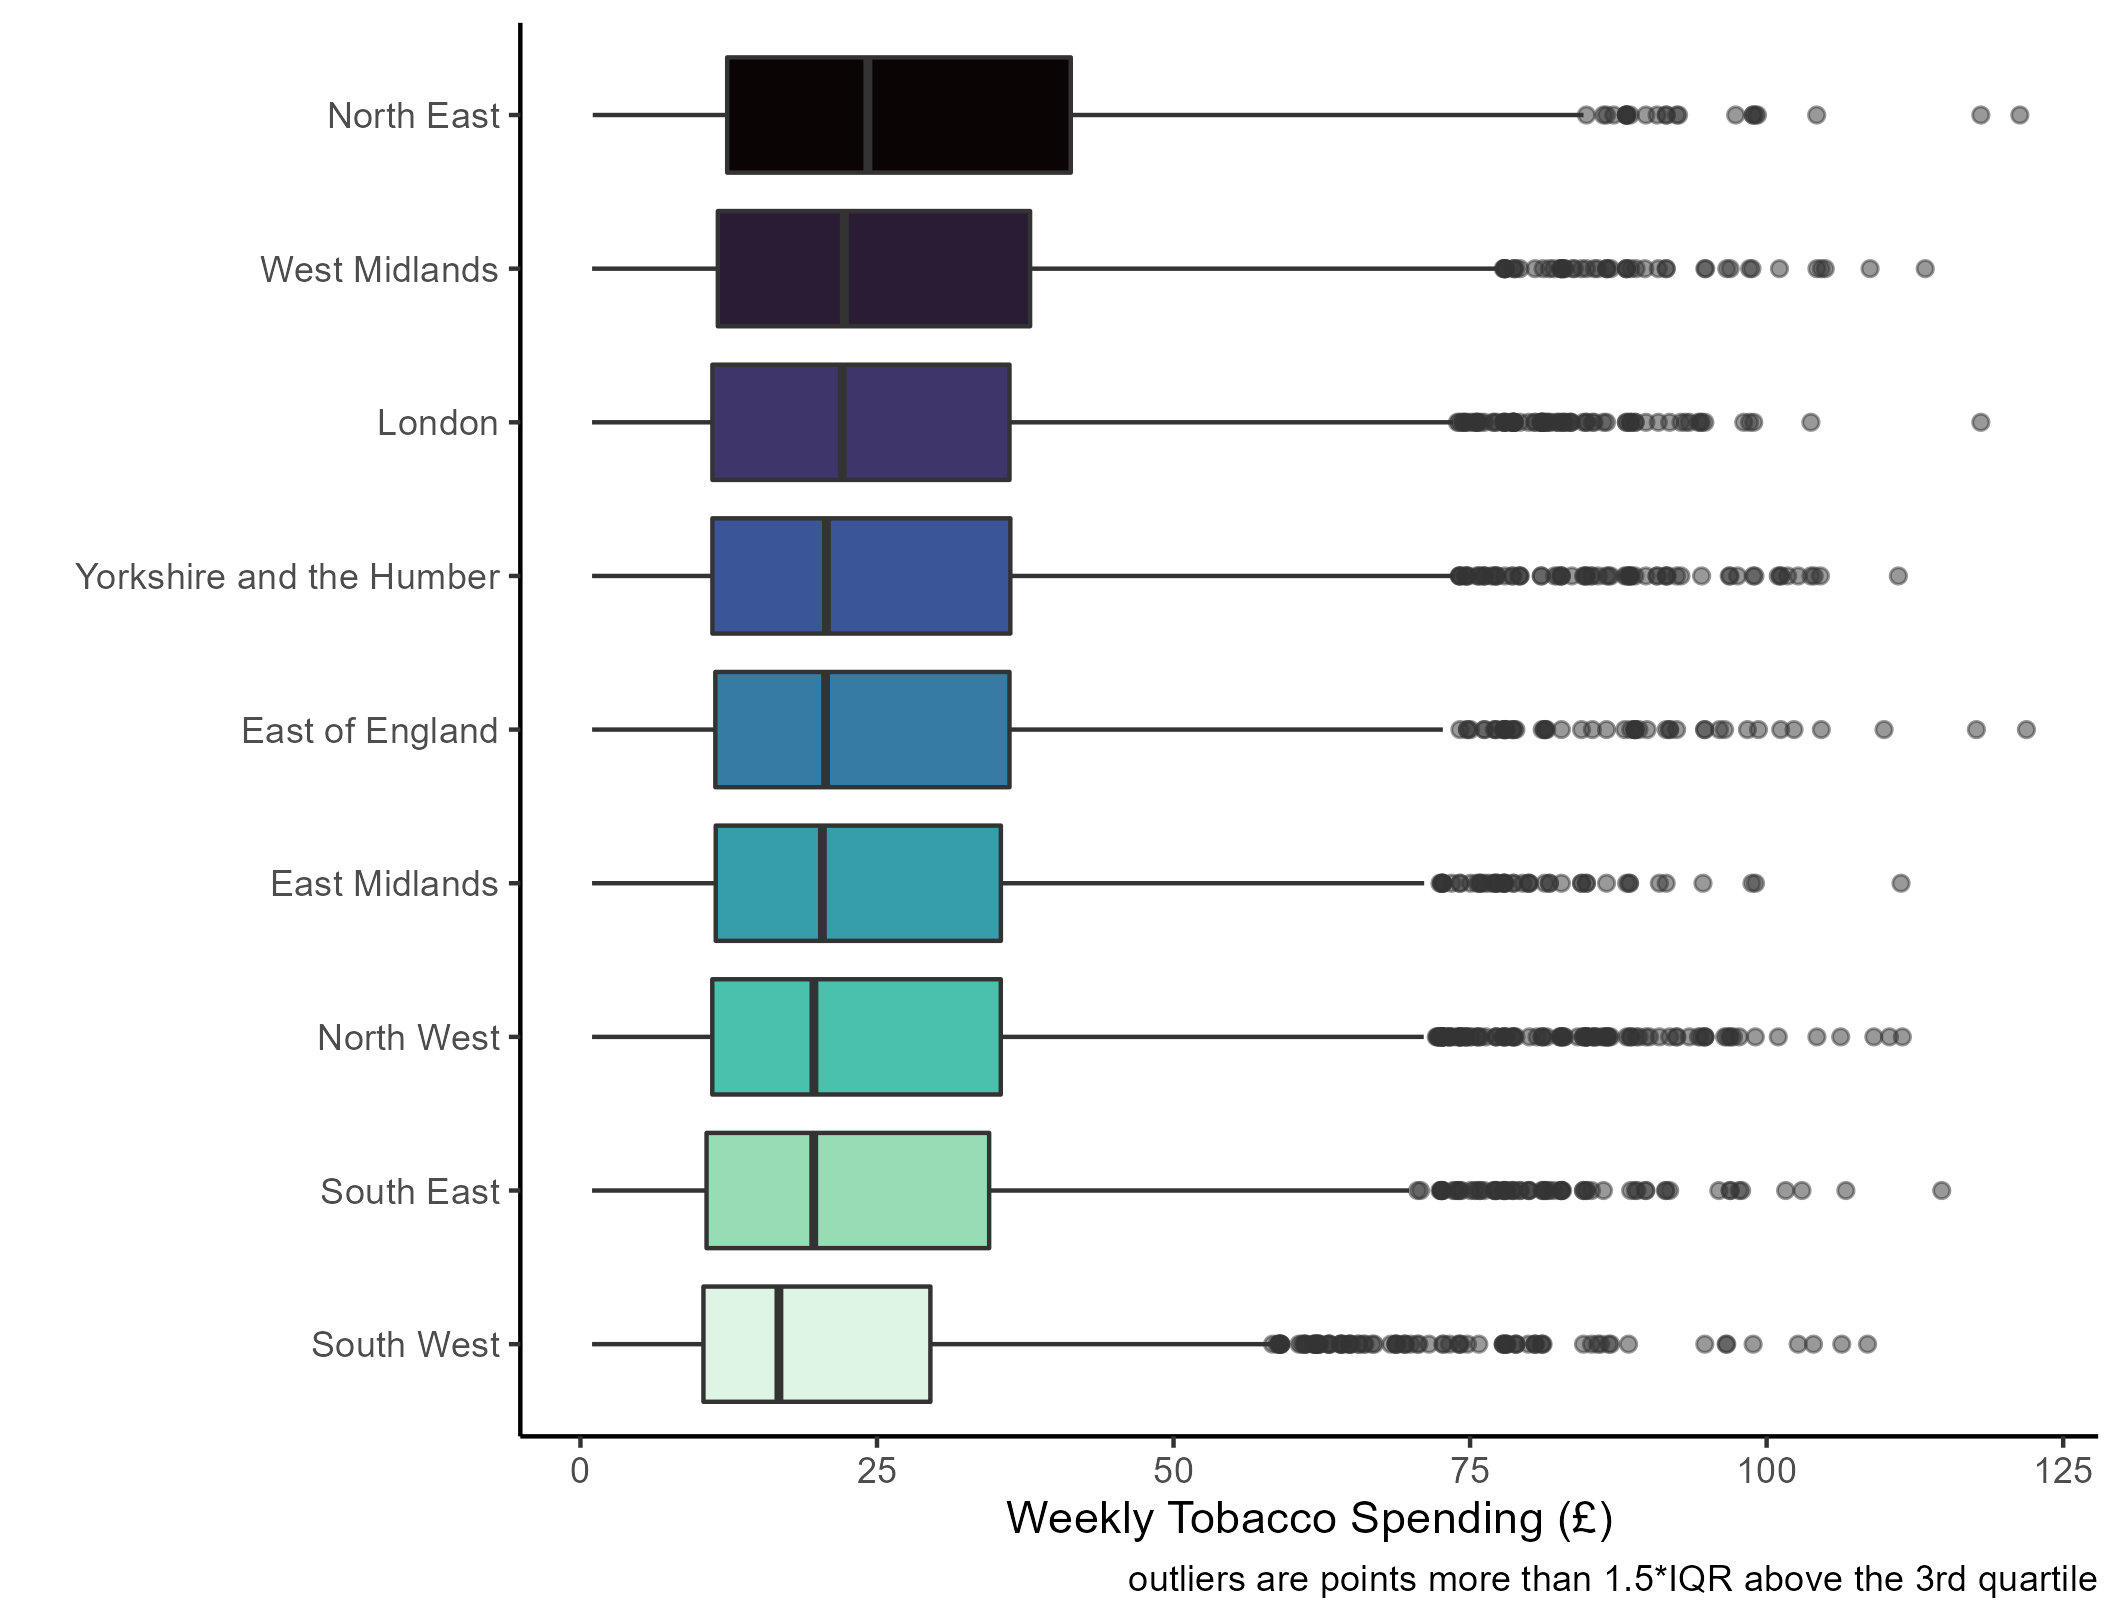 North East
West Midlands
London
Yorkshire and the Humber
East of England
East Midlands
North West
South East
South West
0 25 50 75 100 125
Weekly Tobacco Spending (£)
outliers are points more than 1.5*IQR above the 3rd quartile